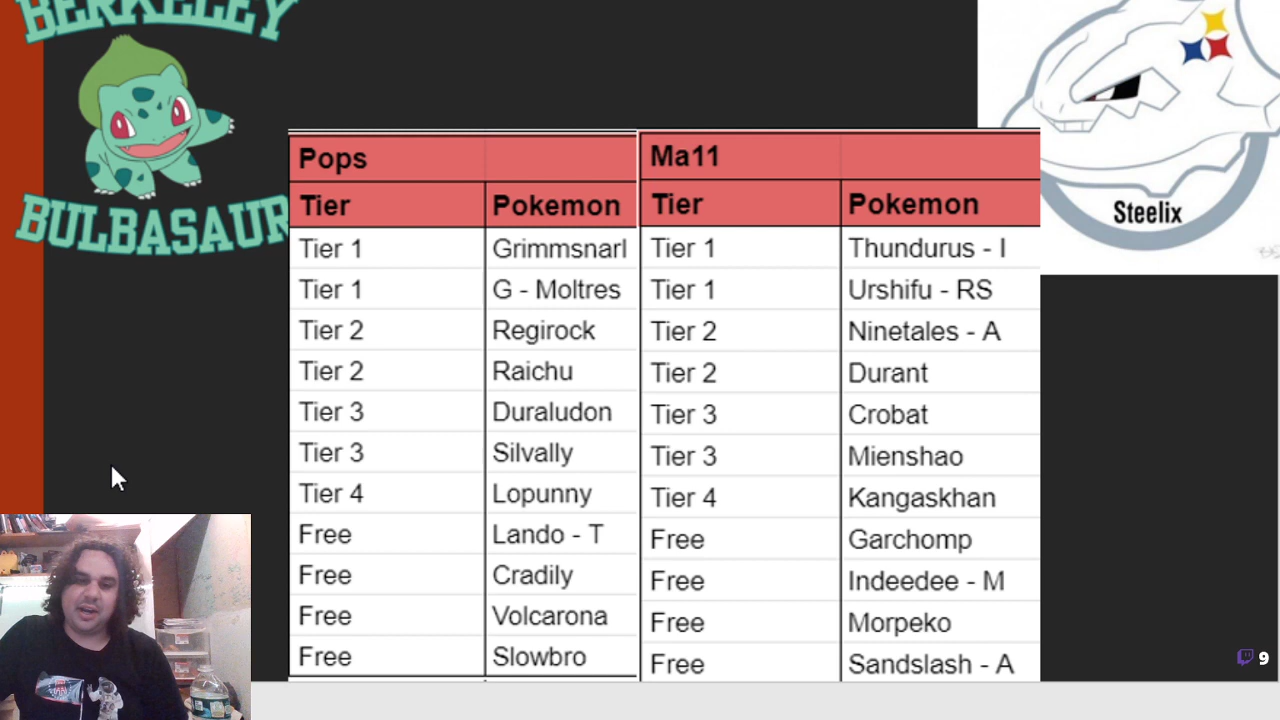 BERKELEY
BULBASAUR
Steelix
Pops
Tier Pokemon
Tier 1 Grimmsnarl
Tier 1 G - Moltres
Tier 2 Regirock
Tier 2 Raichu
Tier 3 Duraludon
Tier 3 Silvally
Tier 4 Lopunny
Free Lando - T
Free Cradily
Free Volcarona
Free Slowbro
Ma11
Tier Pokemon
Tier 1 Thundurus - I
Tier 1 Urshifu - RS
Tier 2 Ninetales - A
Tier 2 Durant
Tier 3 Crobat
Tier 3 Mienshao
Tier 4 Kangaskhan
Free Garchomp
Free Indeedee - M
Free Morpeko
Free Sandslash - A
9